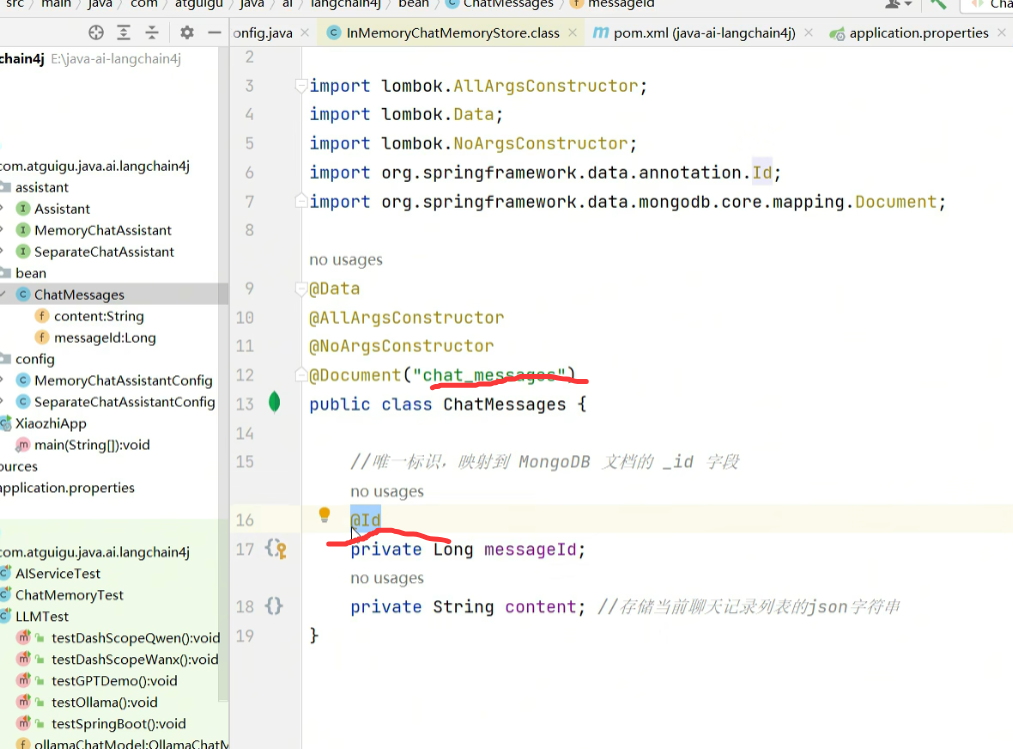 src main java com atguigu java ai langchain4j bean ChatMessages messageId
onfig.java InMemoryChatMemoryStore.class pom.xml (java-ai-langchain4j) application.properties
chain4j E:\java-ai-langchain4j
com.atguigu.java.ai.langchain4j
assistant
Assistant
MemoryChatAssistant
SeparateChatAssistant
bean
ChatMessages
content:String
messageId:Long
config
MemoryChatAssistantConfig
SeparateChatAssistantConfig
XiaozhiApp
main(String[]):void
ources
application.properties
com.atguigu.java.ai.langchain4j
AIServiceTest
ChatMemoryTest
LLMTest
testDashScopeQwen():void
testDashScopeWanx():void
testGPTDemo():void
testOllama():void
testSpringBoot():void
ollamaChatModel:OllamaChatM
2
3 import lombok.AllArgsConstructor;
4 import lombok.Data;
5 import lombok.NoArgsConstructor;
6 import org.springframework.data.annotation.Id;
7 import org.springframework.data.mongodb.core.mapping.Document;
8
no usages
9 @Data
10 @AllArgsConstructor
11 @NoArgsConstructor
12 @Document("chat_messages")
13 public class ChatMessages {
14
15 //唯一标识，映射到 MongoDB 文档的 _id 字段
no usages
16 @Id
17 private Long messageId;
no usages
18 private String content; //存储当前聊天记录列表的json字符串
19 }